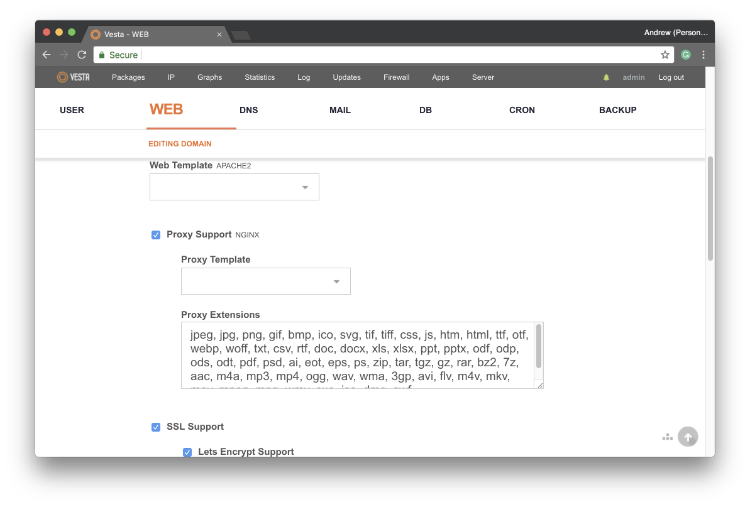 Vesta - WEB
Andrew (Person...
Secure
VESTA Packages IP Graphs Statistics Log Updates Firewall Apps Server admin Log out
USER WEB DNS MAIL DB CRON BACKUP
EDITING DOMAIN
Web Template APACHE2
Proxy Support NGINX
Proxy Template
Proxy Extensions
jpeg, jpg, png, gif, bmp, ico, svg, tif, tiff, css, js, htm, html, ttf, otf,
webp, woff, txt, csv, rtf, doc, docx, xls, xlsx, ppt, pptx, odf, odp,
ods, odt, pdf, psd, ai, eot, eps, ps, zip, tar, tgz, gz, rar, bz2, 7z,
aac, m4a, mp3, mp4, ogg, wav, wma, 3gp, avi, flv, m4v, mkv,
SSL Support
Lets Encrypt Support